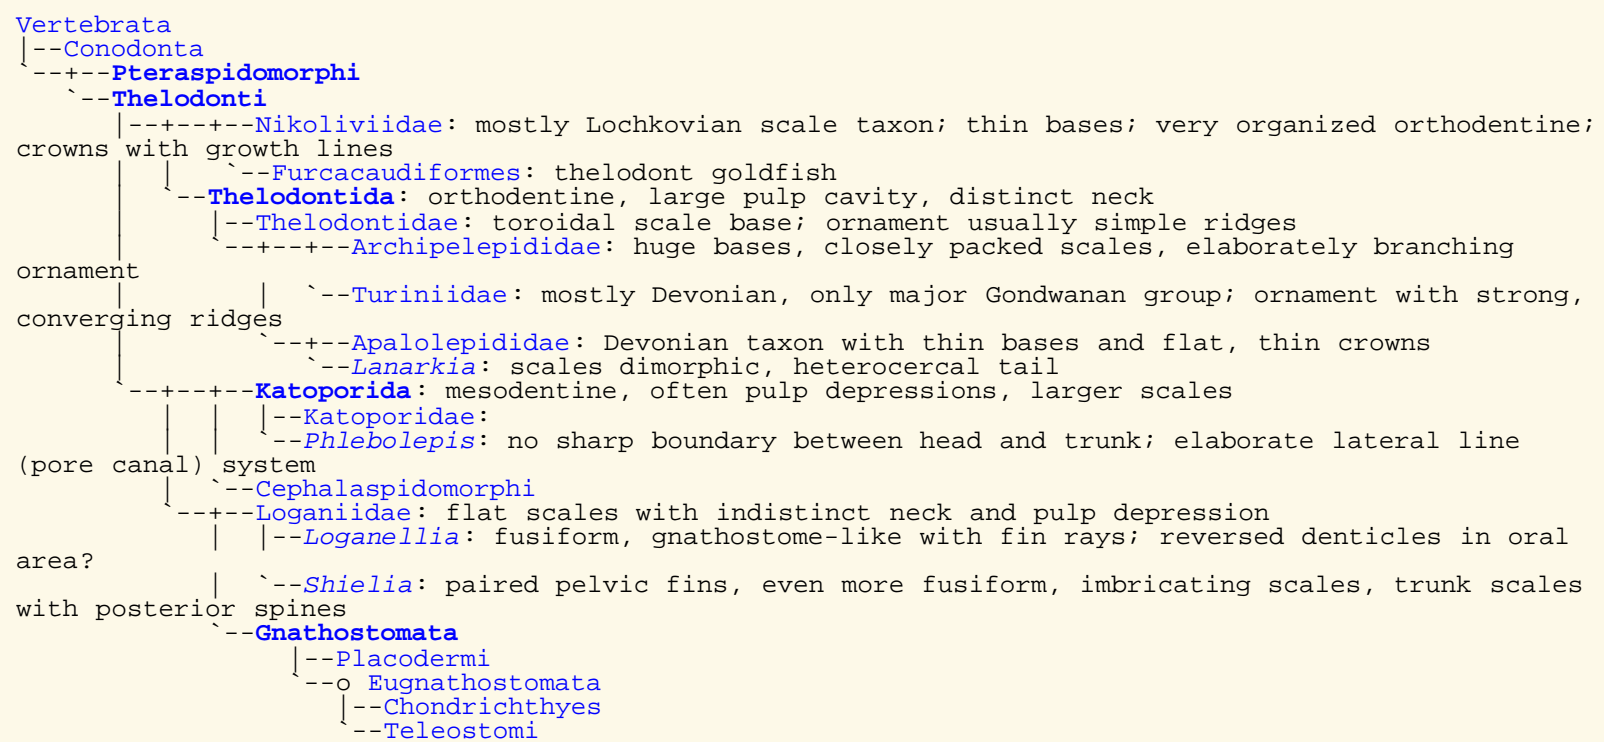 Vertebrata
|--Conodonta
`--+--Pteraspidomorphi
   `--Thelodonti
      |--+--+--Nikoliviidae: mostly Lochkovian scale taxon; thin bases; very organized orthodentine;
crowns with growth lines
      |  |  `--Furcacaudiformes: thelodont goldfish
      |  `--Thelodontida: orthodentine, large pulp cavity, distinct neck
      |     |--Thelodontidae: toroidal scale base; ornament usually simple ridges
      |     `--+--+--Archipelepididae: huge bases, closely packed scales, elaborately branching
ornament
      |        |  `--Turiniidae: mostly Devonian, only major Gondwanan group; ornament with strong,
converging ridges
      |        `--+--Apalolepididae: Devonian taxon with thin bases and flat, thin crowns
      |           `--Lanarkia: scales dimorphic, heterocercal tail
      `--+--+--Katoporida: mesodentine, often pulp depressions, larger scales
         |  |  |--Katoporidae:
         |  |  `--Phlebolepis: no sharp boundary between head and trunk; elaborate lateral line
(pore canal) system
         |  `--Cephalaspidomorphi
         `--+--Loganiidae: flat scales with indistinct neck and pulp depression
            |  |--Loganellia: fusiform, gnathostome-like with fin rays; reversed denticles in oral
area?
            |  `--Shielia: paired pelvic fins, even more fusiform, imbricating scales, trunk scales
with posterior spines
            `--Gnathostomata
                 |--Placodermi
                 `--o Eugnathostomata
                    |--Chondrichthyes
                    `--Teleostomi